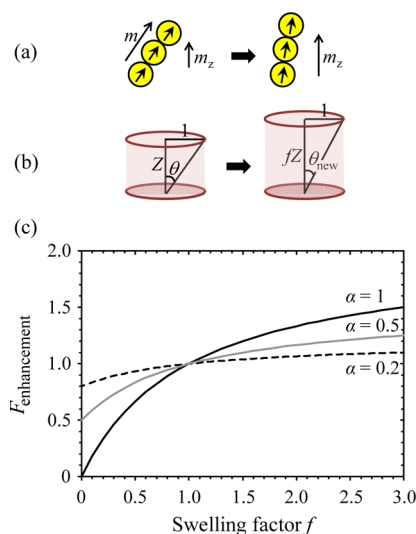 (a) m m_z m_z
(b) 1 Z θ 1 fZ θ_new
(c)
2.0
1.5
1.0
0.5
0
α = 1
α = 0.5
α = 0.2
F_enhancement
0 0.5 1.0 1.5 2.0 2.5 3.0
Swelling factor f